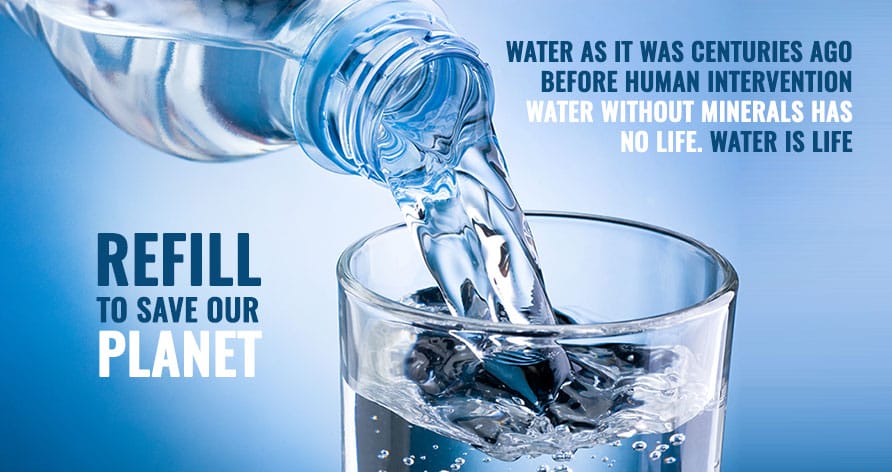 WATER AS IT WAS CENTURIES AGO
BEFORE HUMAN INTERVENTION
WATER WITHOUT MINERALS HAS
NO LIFE. WATER IS LIFE
REFILL
TO SAVE OUR
PLANET